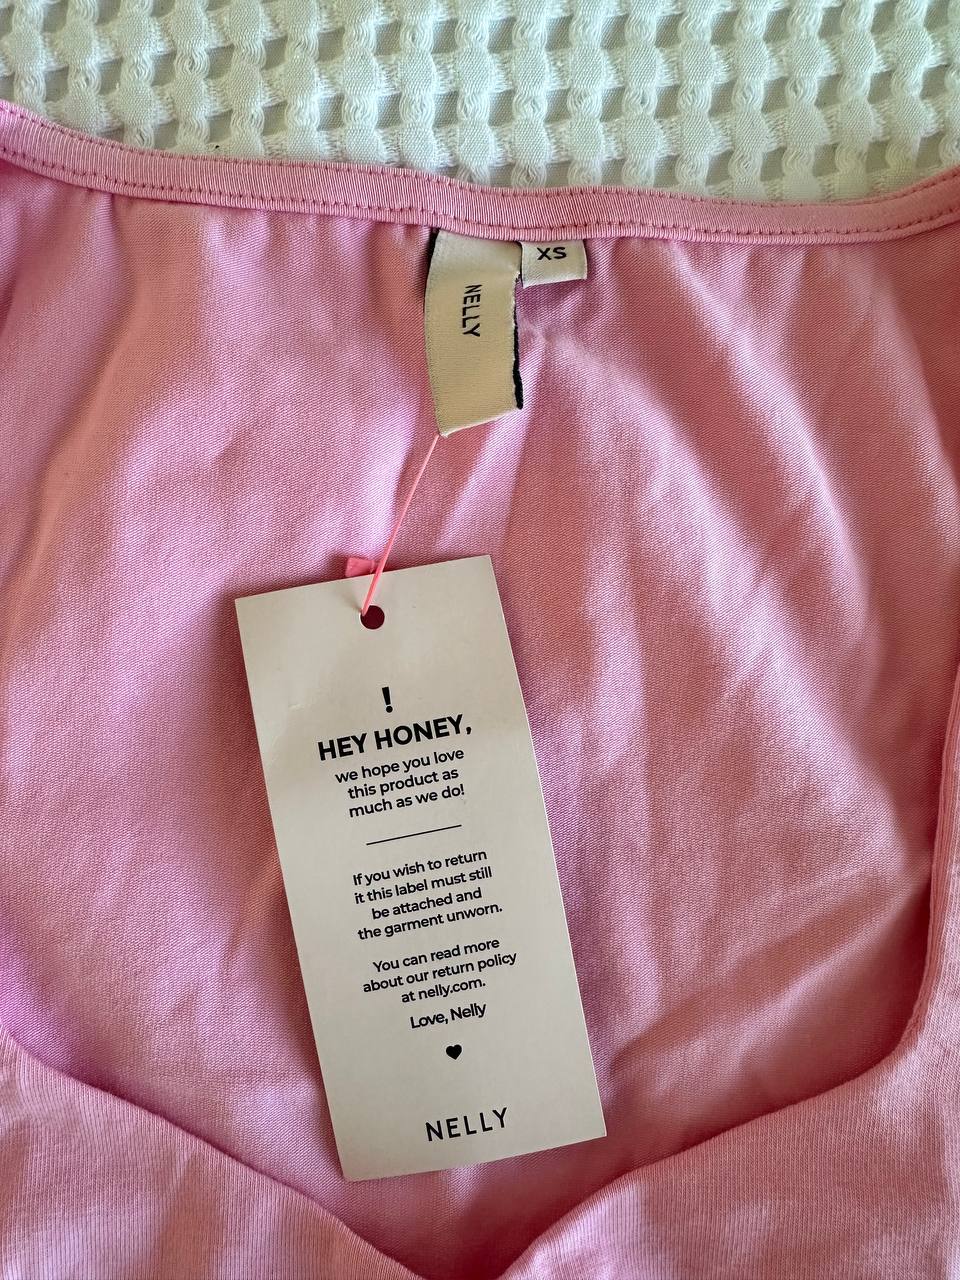 XS
NELLY
!
HEY HONEY,
we hope you love
this product as
much as we do!
If you wish to return
it this label must still
be attached and
the garment unworn.
You can read more
about our return policy
at nelly.com.
Love, Nelly
NELLY